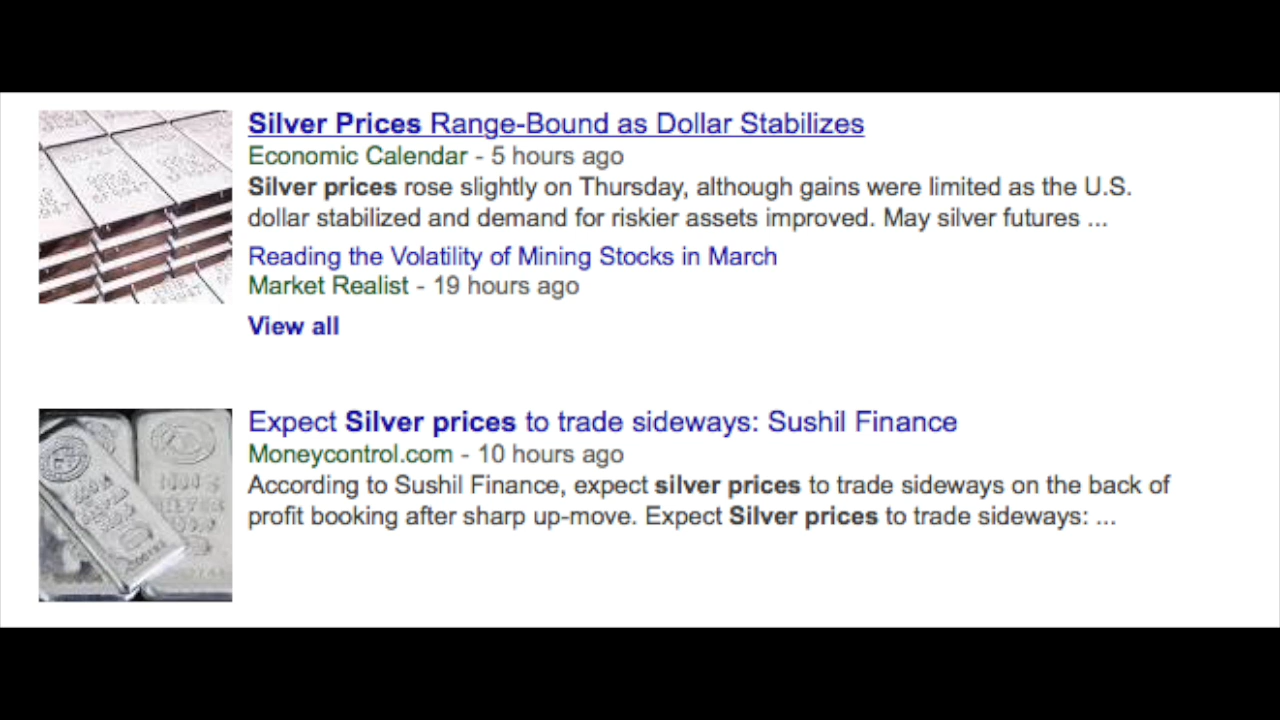 Silver Prices Range-Bound as Dollar Stabilizes
Economic Calendar - 5 hours ago
Silver prices rose slightly on Thursday, although gains were limited as the U.S.
dollar stabilized and demand for riskier assets improved. May silver futures ...
Reading the Volatility of Mining Stocks in March
Market Realist - 19 hours ago
View all
Expect Silver prices to trade sideways: Sushil Finance
Moneycontrol.com - 10 hours ago
According to Sushil Finance, expect silver prices to trade sideways on the back of
profit booking after sharp up-move. Expect Silver prices to trade sideways: ...